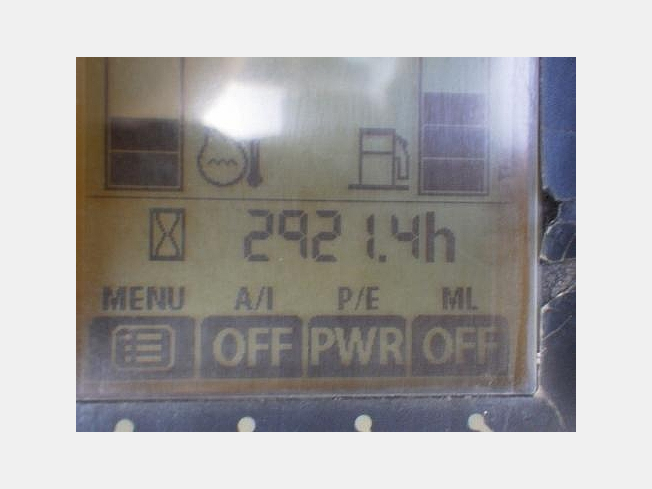 2921.4h
MENU A/I P/E ML
OFF PWR OFF